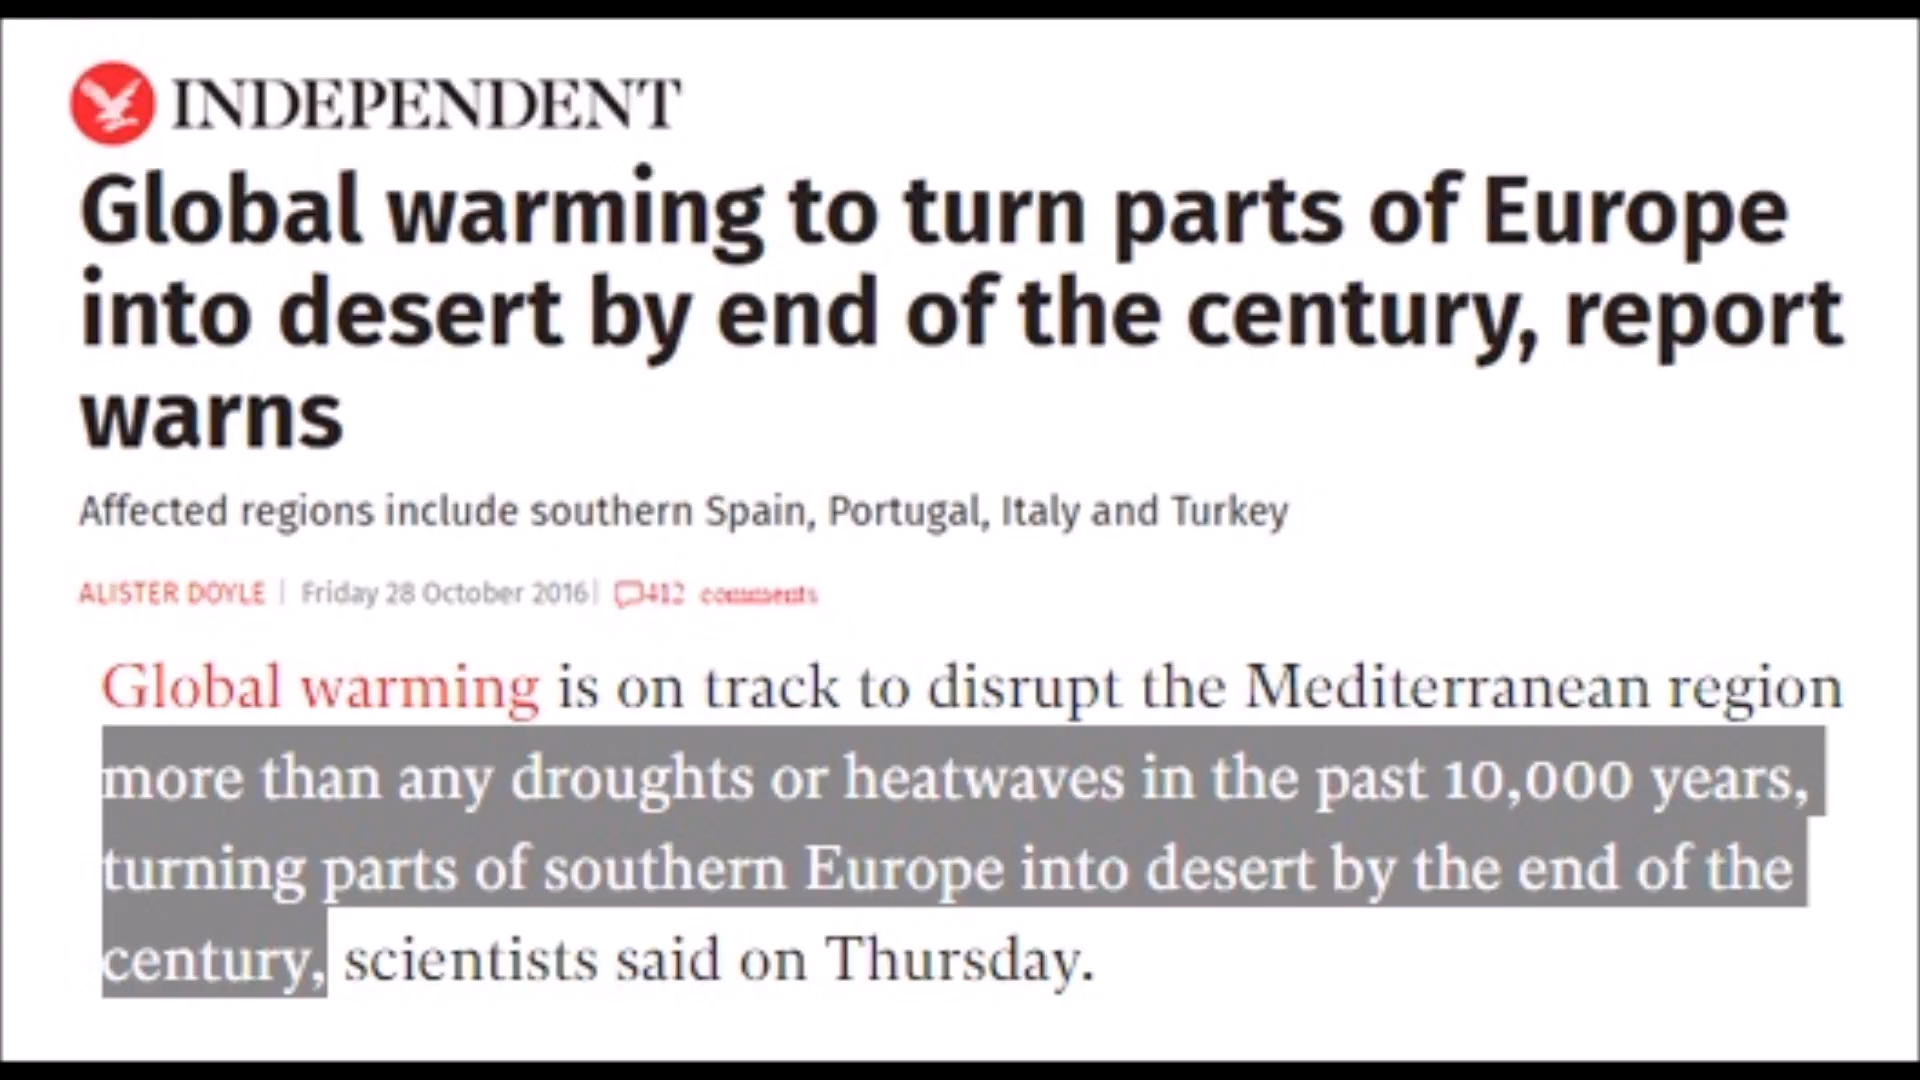 INDEPENDENT
Global warming to turn parts of Europe
into desert by end of the century, report
warns
Affected regions include southern Spain, Portugal, Italy and Turkey
ALISTER DOYLE | Friday 28 October 2016 | 412 comments
Global warming is on track to disrupt the Mediterranean region
more than any droughts or heatwaves in the past 10,000 years,
turning parts of southern Europe into desert by the end of the
century, scientists said on Thursday.